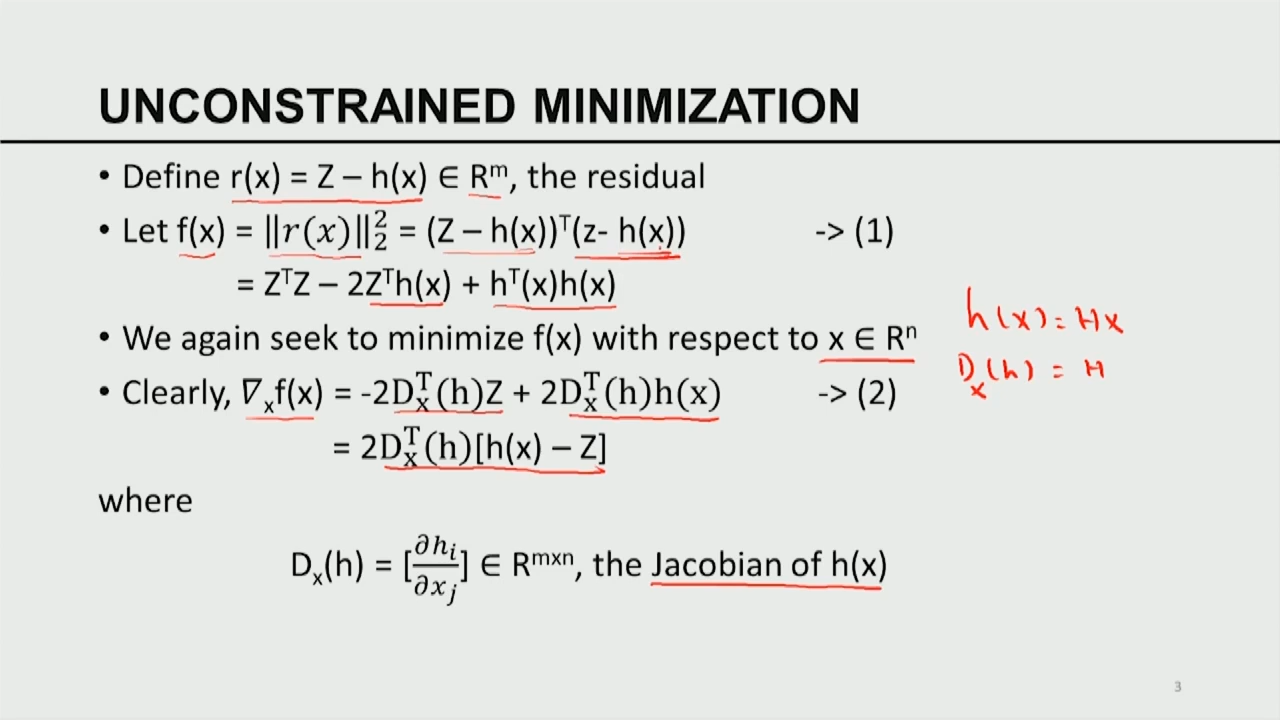 UNCONSTRAINED MINIMIZATION
• Define r(x) = Z – h(x) ∈ Rᵐ, the residual
• Let f(x) = ‖r(x)‖₂² = (Z – h(x))ᵀ(z- h(x)) -> (1)
= ZᵀZ – 2Zᵀh(x) + hᵀ(x)h(x)
h(x) = Hx
• We again seek to minimize f(x) with respect to x ∈ Rⁿ
Dₓ(h) = H
• Clearly, ∇ₓf(x) = -2Dₓᵀ(h)Z + 2Dₓᵀ(h)h(x) -> (2)
= 2Dₓᵀ(h)[h(x) – Z]
where
Dₓ(h) = [∂hᵢ/∂xⱼ] ∈ Rᵐˣⁿ, the Jacobian of h(x)
3